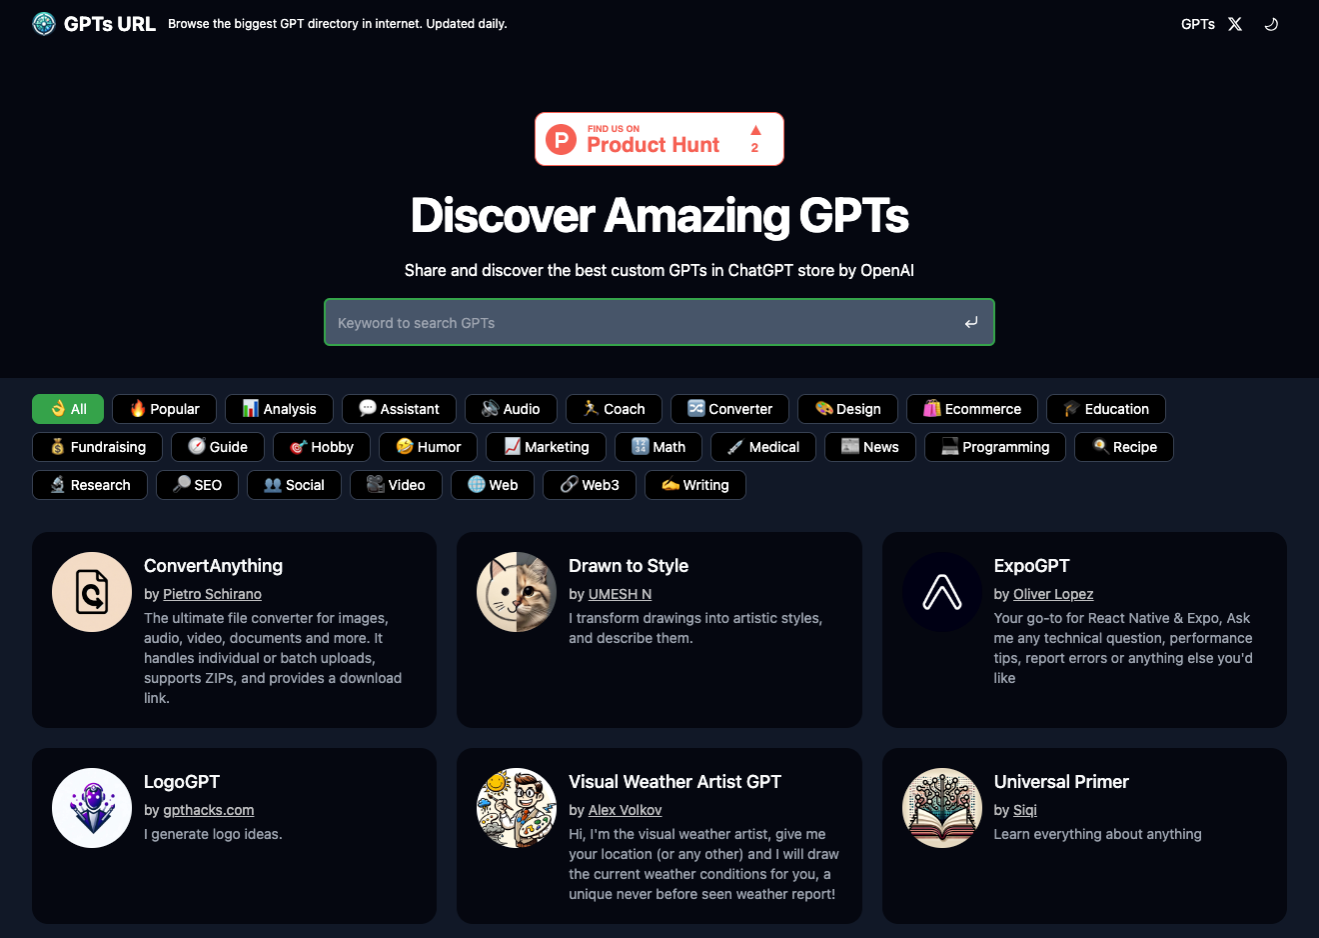 GPTs URL Browse the biggest GPT directory in internet. Updated daily. GPTs X
FIND US ON
P Product Hunt 2
Discover Amazing GPTs
Share and discover the best custom GPTs in ChatGPT store by OpenAI
Keyword to search GPTs
All Popular Analysis Assistant Audio Coach Converter Design Ecommerce Education
Fundraising Guide Hobby Humor Marketing Math Medical News Programming Recipe
Research SEO Social Video Web Web3 Writing
ConvertAnything
by Pietro Schirano
The ultimate file converter for images,
audio, video, documents and more. It
handles individual or batch uploads,
supports ZIPs, and provides a download
link.
Drawn to Style
by UMESH N
I transform drawings into artistic styles,
and describe them.
ExpoGPT
by Oliver Lopez
Your go-to for React Native & Expo, Ask
me any technical question, performance
tips, report errors or anything else you'd
like
LogoGPT
by gpthacks.com
I generate logo ideas.
Visual Weather Artist GPT
by Alex Volkov
Hi, I'm the visual weather artist, give me
your location (or any other) and I will draw
the current weather conditions for you, a
unique never before seen weather report!
Universal Primer
by Siqi
Learn everything about anything